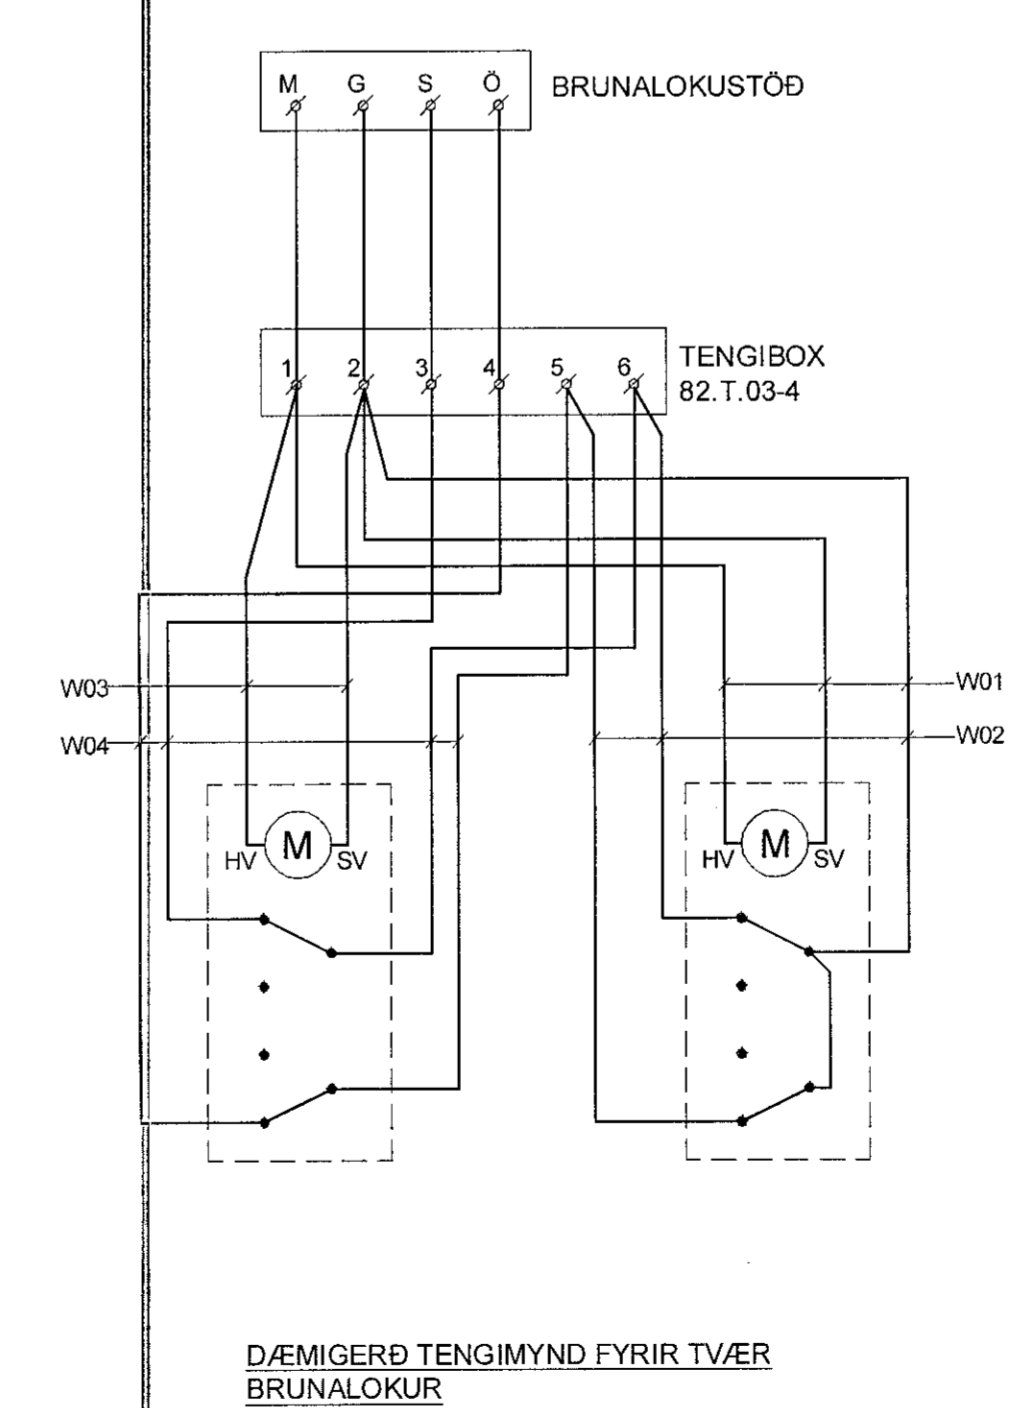 M G S Ö
BRUNALOKUSTÖÐ
1 2 3 4 5 6
TENGIBOX
82.T.03-4
W03
W01
W04
W02
HV M SV
HV M SV
DÆMIGERÐ TENGIMYND FYRIR TVÆR
BRUNALOKUR